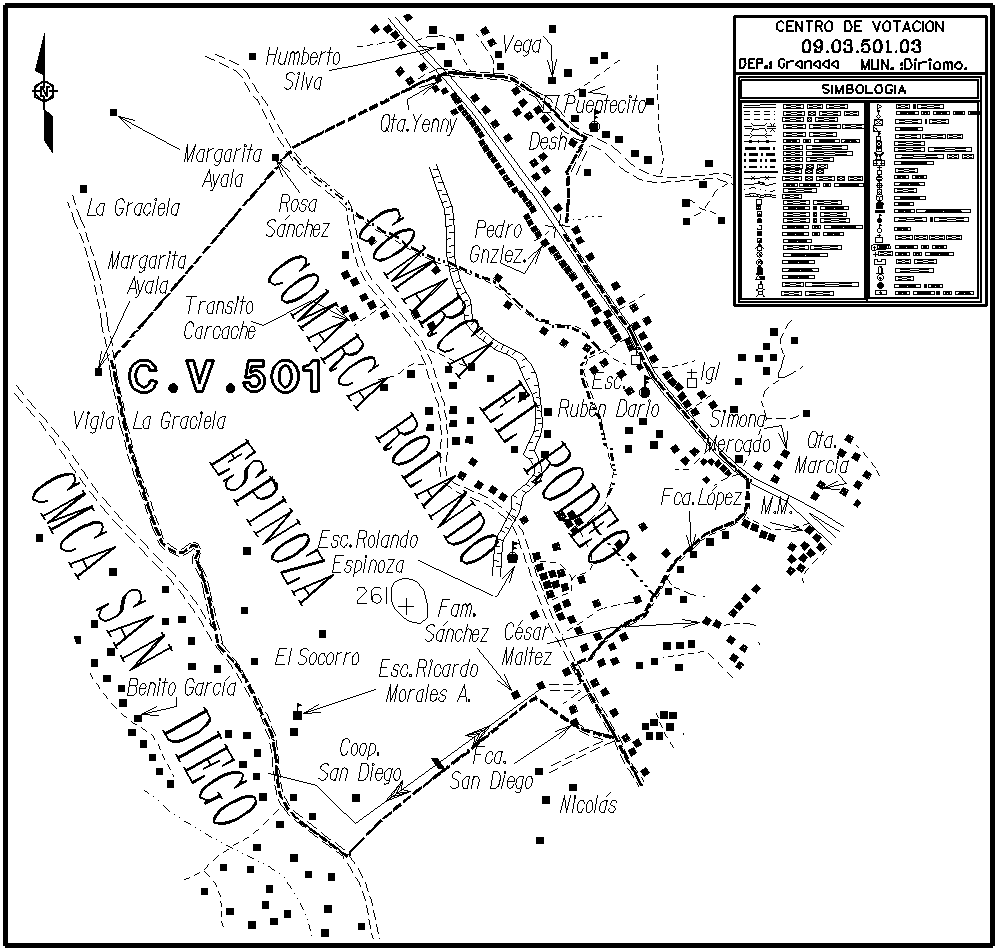 CENTRO DE VOTACION
09.03.501.03
DEP.: Granada MUN. :Diriomo.
SIMBOLOGIA
N
Humberto
Silva
Vega
Qta.Yenny
El Puentecito
Desh
Margarita
Ayala
La Graciela
Rosa
Sánchez
Pedro
Gnzlez.
Margarita
Ayala
Transito
Carcache
COMARCA EL RODEO
COMARCA ROLANDO
ESPINOZA
C.V.501
Esc.
Ruben Dario
Igl
Vigia La Graciela
Simona
Mercado
Qta.
Marcia
Fca.López
M.M.
CMCA SAN DIEGO
Esc.Rolando
Espinoza
261
Fam.
Sánchez
César
Maltez
El Socorro
Esc.Ricardo
Morales A.
Benito García
Coop.
San Diego
Fca.
San Diego
Nicolás